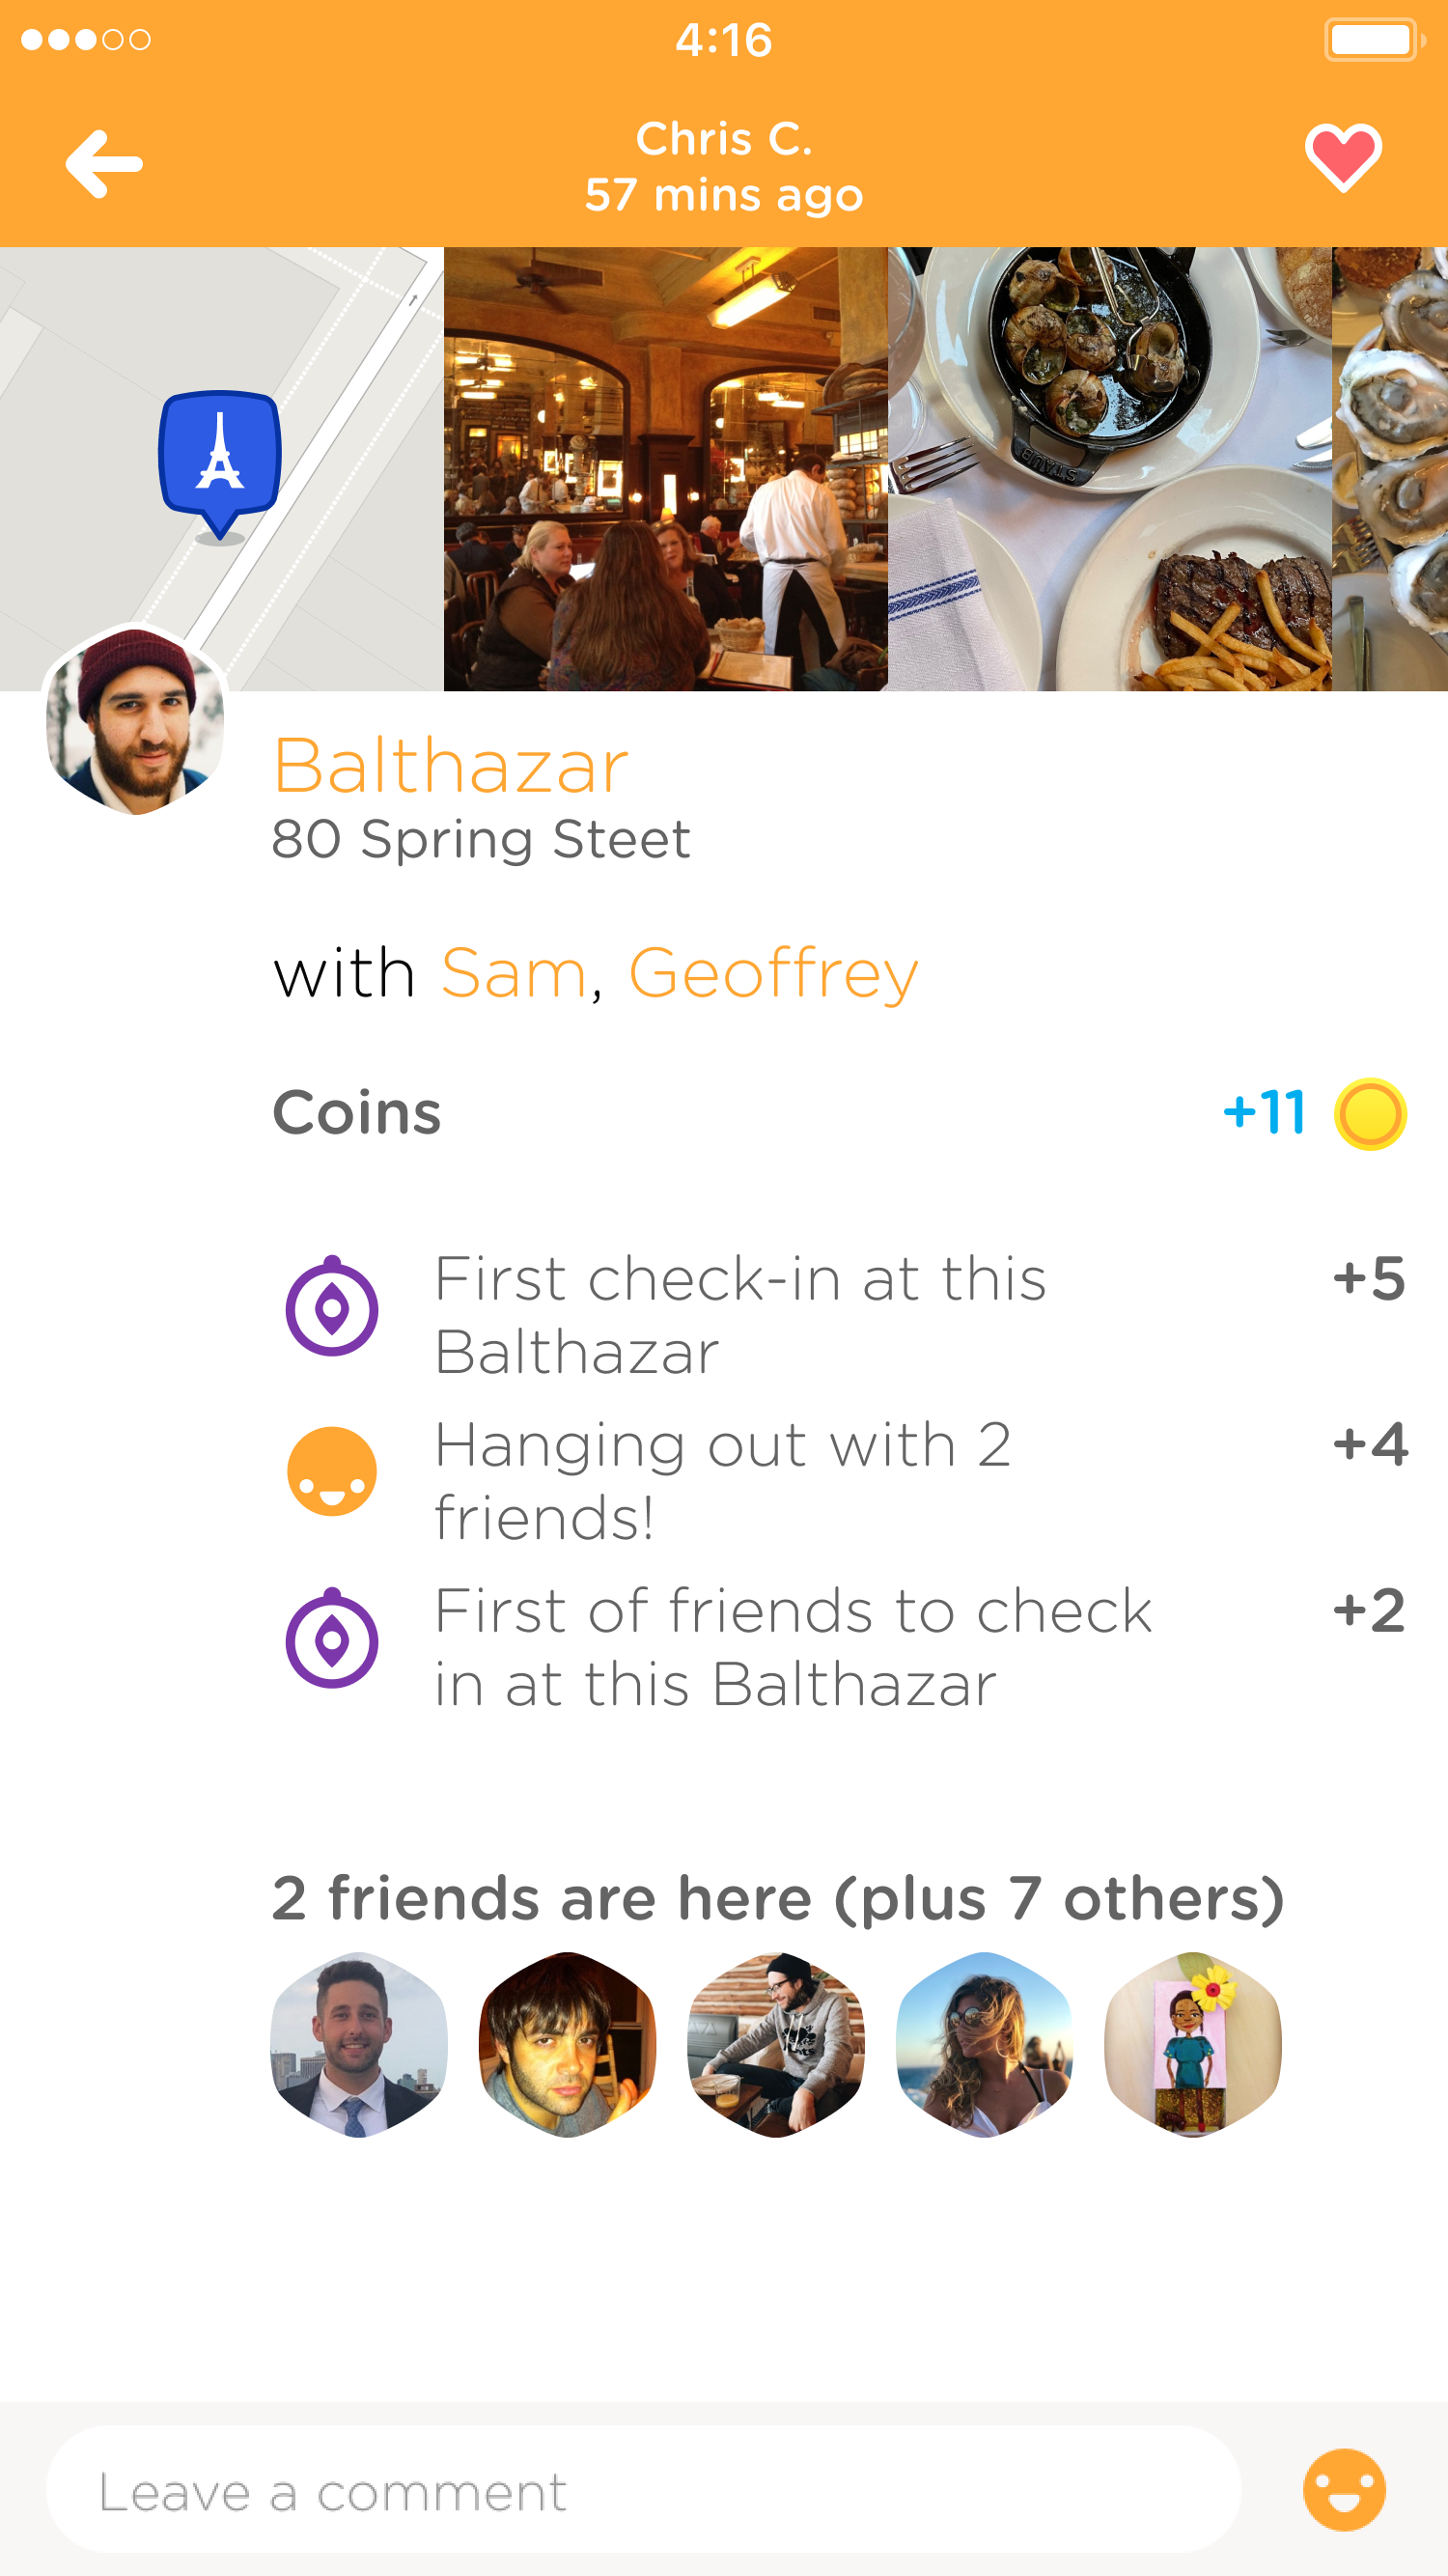 4:16
Chris C.
57 mins ago
STAUB
Balthazar
80 Spring Steet
with Sam, Geoffrey
Coins +11
First check-in at this +5
Balthazar
Hanging out with 2 +4
friends!
First of friends to check +2
in at this Balthazar
2 friends are here (plus 7 others)
Leave a comment